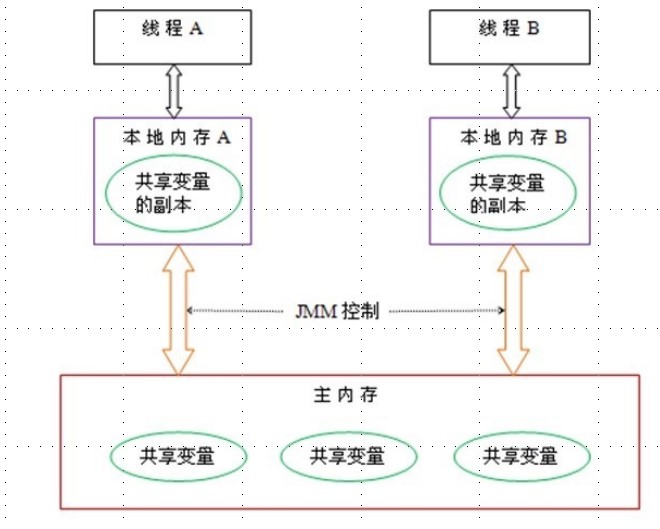 线程 A
线程 B
本地内存 A
本地内存 B
共享变量
的副本
共享变量
的副本
JMM 控制
主内存
共享变量
共享变量
共享变量